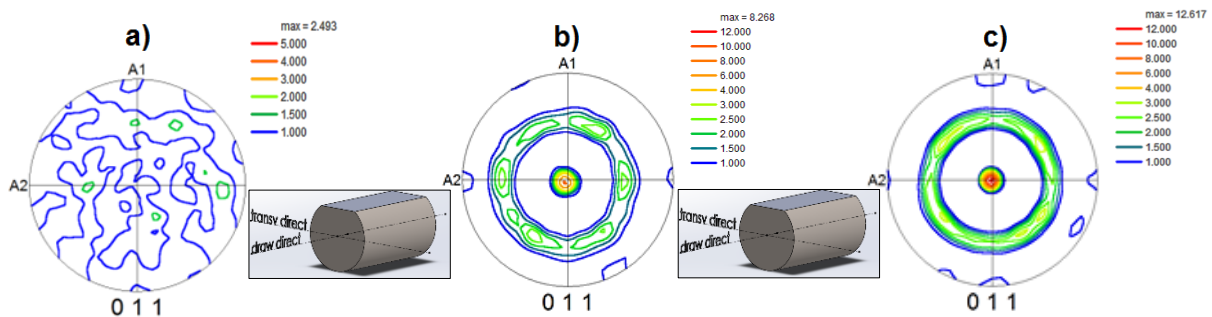 a)
max = 2.493
5.000
4.000
3.000
2.000
1.500
1.000
A1
A2
0 1 1
transv direct
draw direct
b)
max = 8.268
12.000
10.000
8.000
6.000
4.000
3.000
2.500
2.000
1.500
1.000
A1
A2
0 1 1
transv direct
draw direct
c)
max = 12.617
12.000
10.000
8.000
6.000
4.000
3.000
2.500
2.000
1.500
1.000
A1
A2
0 1 1